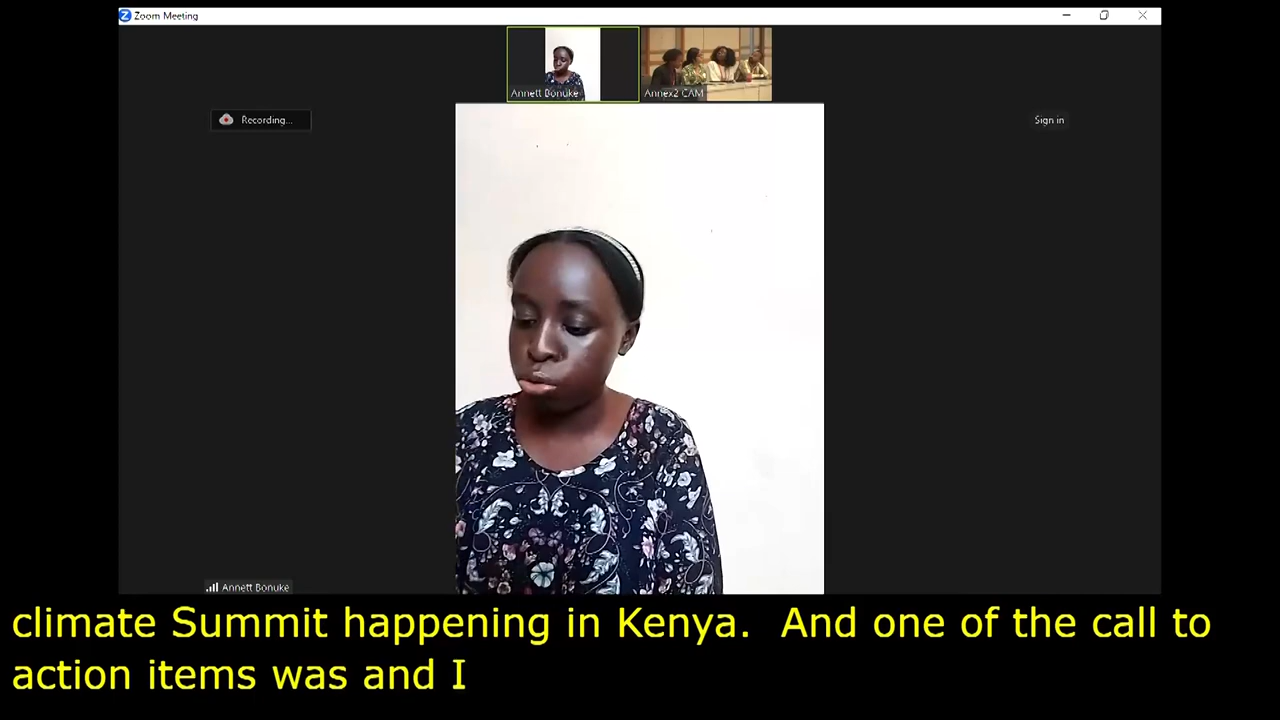 Zoom Meeting
Annett Bonuke
Annex2 CAM
Recording...
Sign in
Annett Bonuke
climate Summit happening in Kenya.  And one of the call to
action items was and I